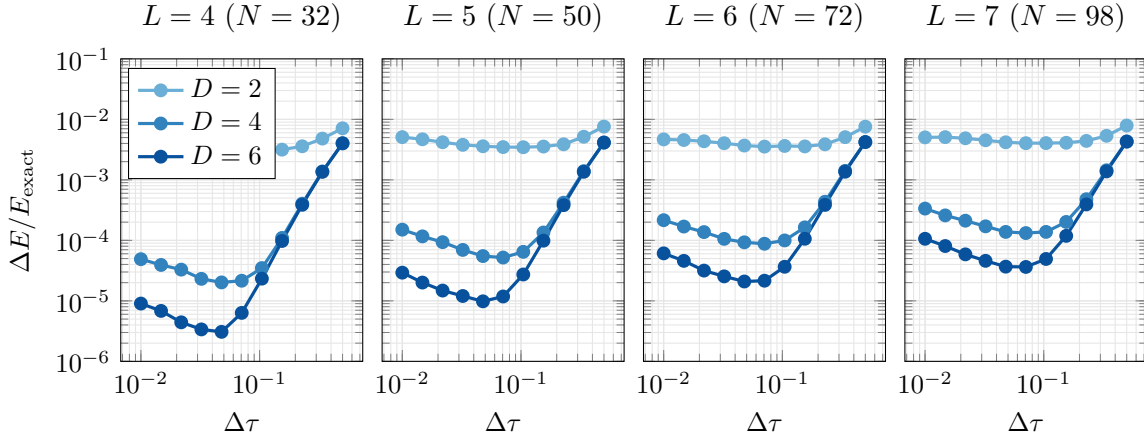 L = 4 (N = 32)
L = 5 (N = 50)
L = 6 (N = 72)
L = 7 (N = 98)
10⁻¹
10⁻²
10⁻³
10⁻⁴
10⁻⁵
10⁻⁶
ΔE/E_exact
D = 2
D = 4
D = 6
10⁻² 10⁻¹
10⁻² 10⁻¹
10⁻² 10⁻¹
10⁻² 10⁻¹
Δτ
Δτ
Δτ
Δτ